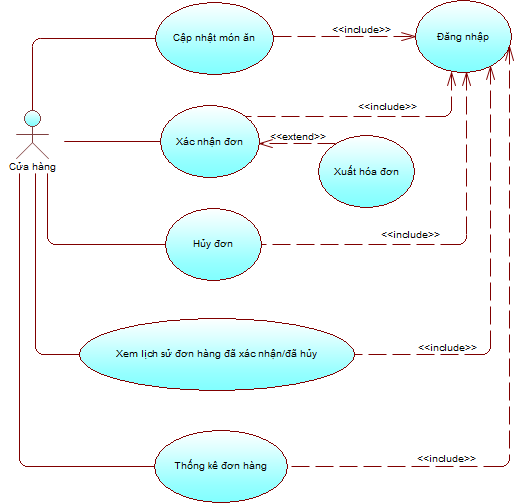 Cập nhật món ăn
<<include>>
Đăng nhập
<<include>>
Xác nhận đơn
<<extend>>
Cửa hàng
Xuất hóa đơn
<<include>>
Hủy đơn
<<include>>
Xem lịch sử đơn hàng đã xác nhận/đã hủy
<<include>>
Thống kê đơn hàng